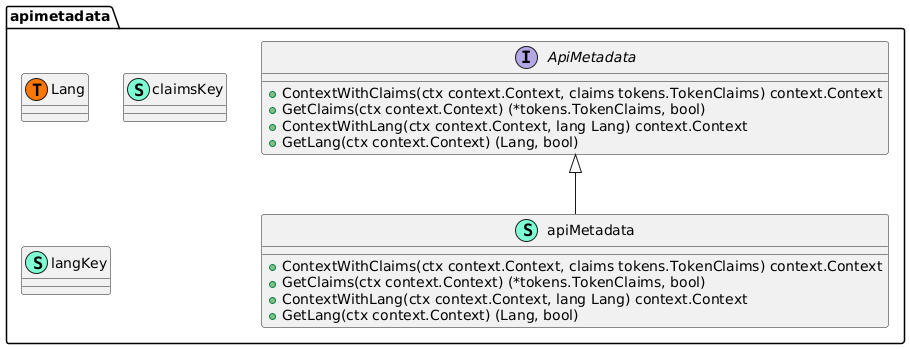 apimetadata
I ApiMetadata
ContextWithClaims(ctx context.Context, claims tokens.TokenClaims) context.Context
GetClaims(ctx context.Context) (*tokens.TokenClaims, bool)
ContextWithLang(ctx context.Context, lang Lang) context.Context
GetLang(ctx context.Context) (Lang, bool)
T Lang
S claimsKey
S apiMetadata
ContextWithClaims(ctx context.Context, claims tokens.TokenClaims) context.Context
GetClaims(ctx context.Context) (*tokens.TokenClaims, bool)
ContextWithLang(ctx context.Context, lang Lang) context.Context
GetLang(ctx context.Context) (Lang, bool)
S langKey